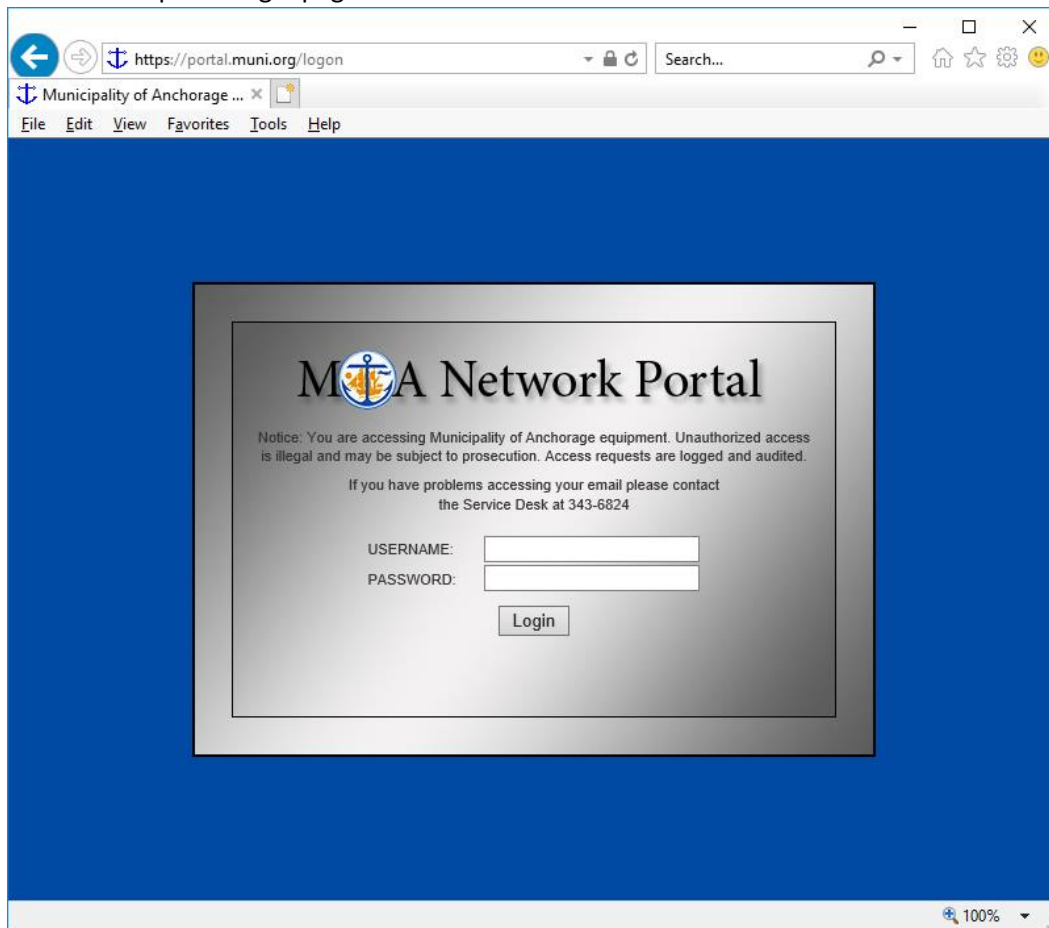 https://portal.muni.org/logon
Search...
Municipality of Anchorage ...
File Edit View Favorites Tools Help
MOA Network Portal
Notice: You are accessing Municipality of Anchorage equipment. Unauthorized access
is illegal and may be subject to prosecution. Access requests are logged and audited.
If you have problems accessing your email please contact
the Service Desk at 343-6824
USERNAME:
PASSWORD:
Login
100%